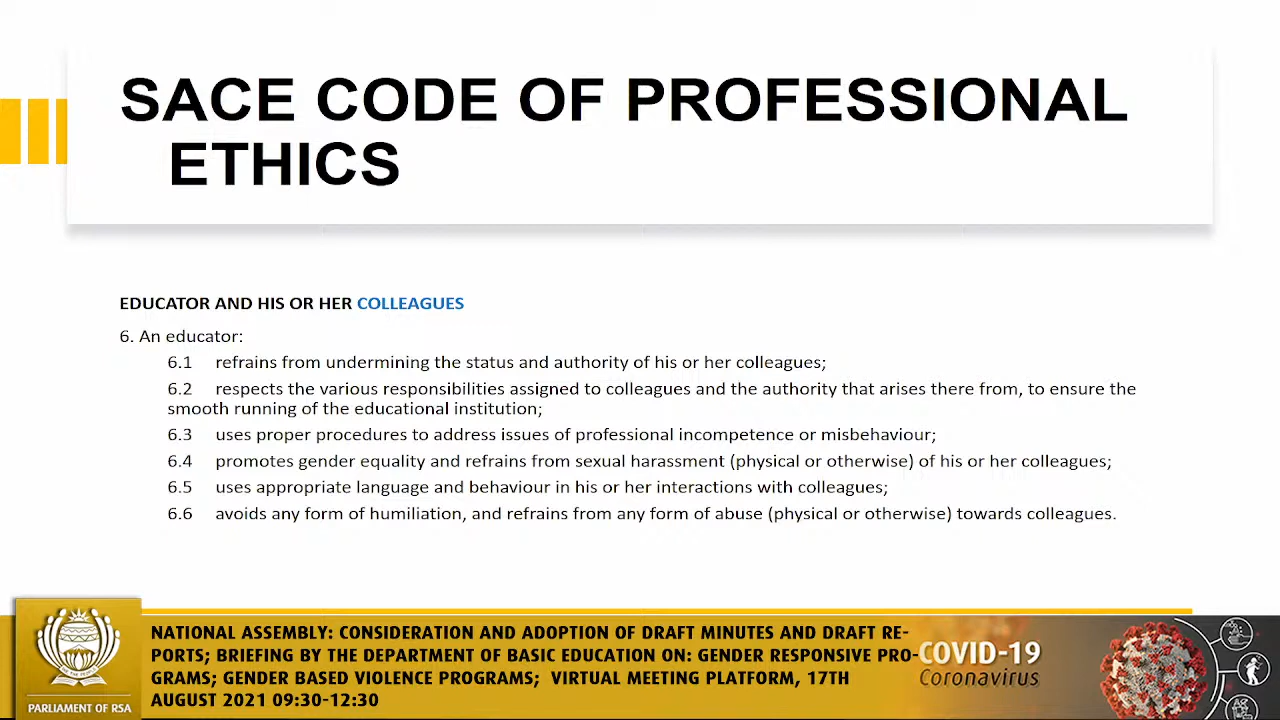 SACE CODE OF PROFESSIONAL
ETHICS
EDUCATOR AND HIS OR HER COLLEAGUES
6. An educator:
6.1 refrains from undermining the status and authority of his or her colleagues;
6.2 respects the various responsibilities assigned to colleagues and the authority that arises there from, to ensure the
smooth running of the educational institution;
6.3 uses proper procedures to address issues of professional incompetence or misbehaviour;
6.4 promotes gender equality and refrains from sexual harassment (physical or otherwise) of his or her colleagues;
6.5 uses appropriate language and behaviour in his or her interactions with colleagues;
6.6 avoids any form of humiliation, and refrains from any form of abuse (physical or otherwise) towards colleagues.
NATIONAL ASSEMBLY: CONSIDERATION AND ADOPTION OF DRAFT MINUTES AND DRAFT RE-
PORTS; BRIEFING BY THE DEPARTMENT OF BASIC EDUCATION ON: GENDER RESPONSIVE PRO-
GRAMS; GENDER BASED VIOLENCE PROGRAMS; VIRTUAL MEETING PLATFORM, 17TH
AUGUST 2021 09:30-12:30
PARLIAMENT OF RSA
COVID-19
Coronavirus